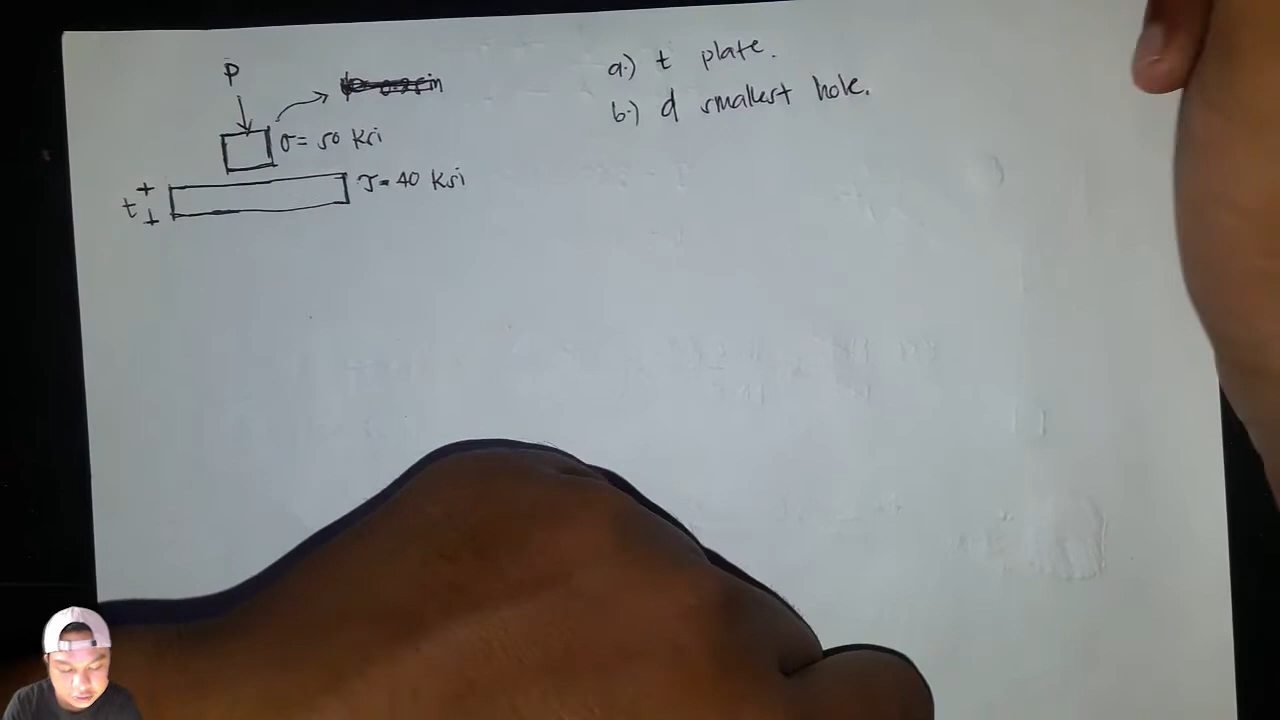 P
σ = 50 Ksi
τ = 40 Ksi
t
a.) t plate.
b.) d smallest hole.